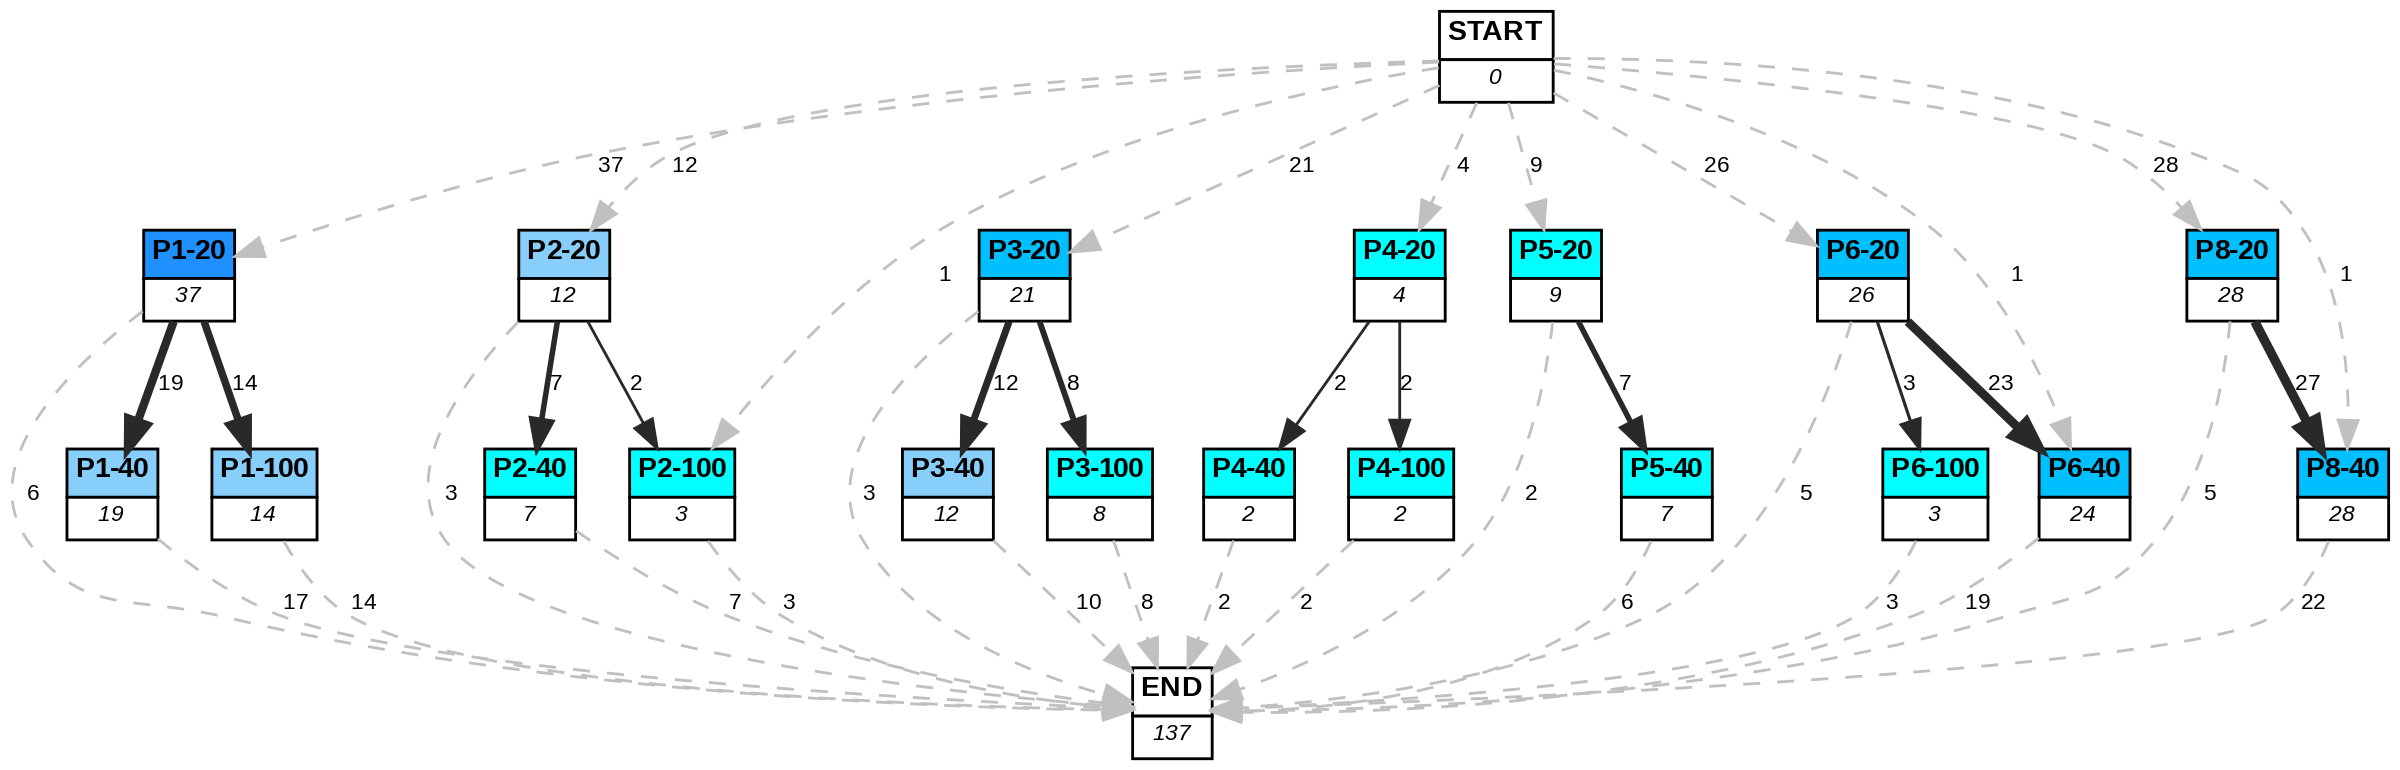 START
0
37
12
21
4
9
26
28
P1-20
37
P2-20
12
P3-20
21
P4-20
4
P5-20
9
P6-20
26
P8-20
28
1
1
1
19
14
7
2
12
8
2
2
7
3
23
27
P1-40
19
P1-100
14
P2-40
7
P2-100
3
P3-40
12
P3-100
8
P4-40
2
P4-100
2
P5-40
7
P6-100
3
P6-40
24
P8-40
28
6
3
3
2
5
5
17
14
7
3
10
8
2
2
6
3
19
22
END
137